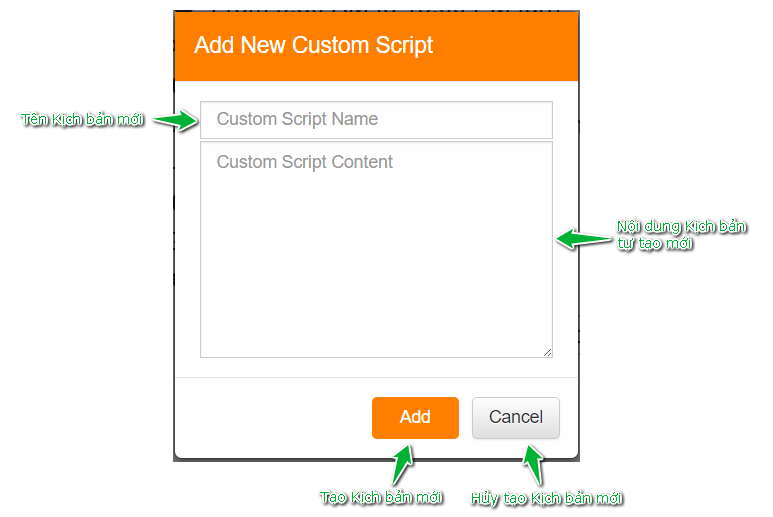 Add New Custom Script
Tên Kịch bản mới
Custom Script Name
Custom Script Content
Nội dung Kịch bản
tự tạo mới
Add
Cancel
Tạo Kịch bản mới
Hủy tạo Kịch bản mới